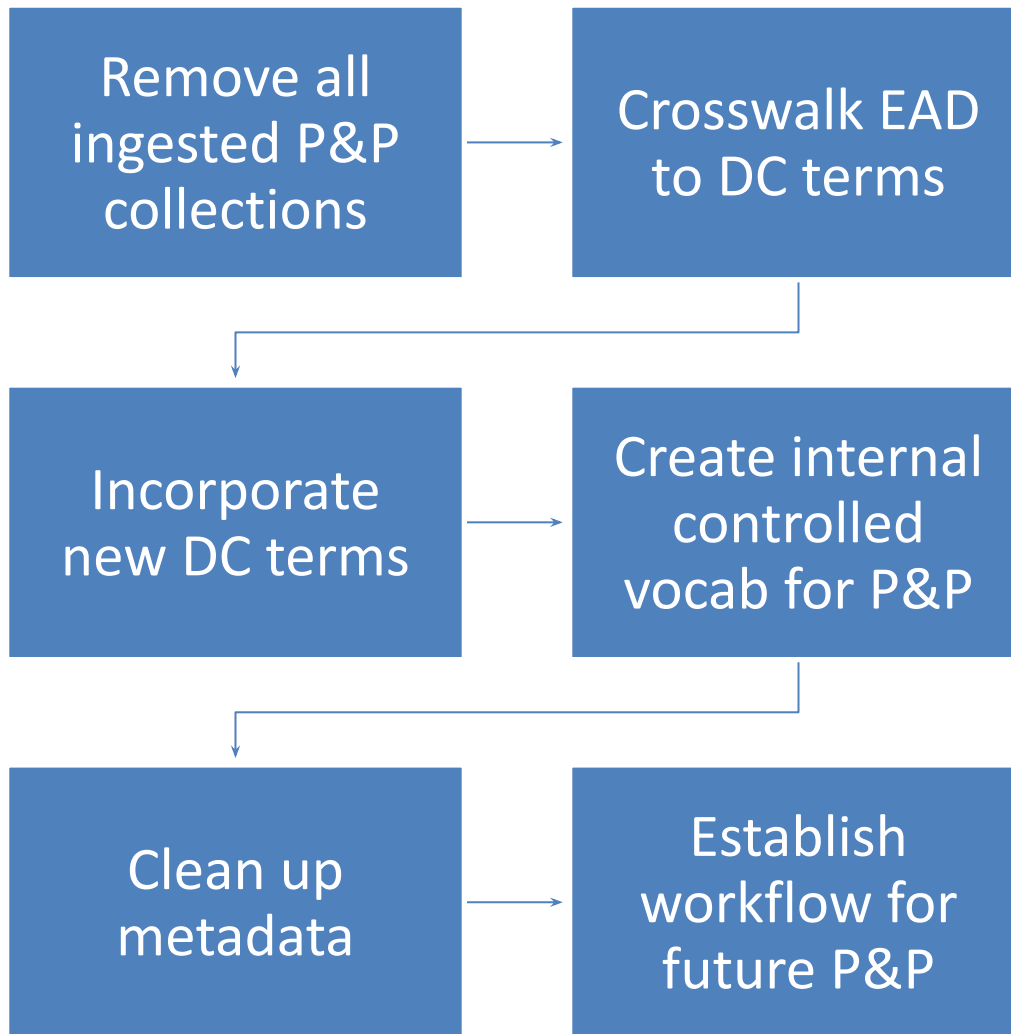 Remove all
ingested P&P
collections
Crosswalk EAD
to DC terms
Incorporate
new DC terms
Create internal
controlled
vocab for P&P
Clean up
metadata
Establish
workflow for
future P&P